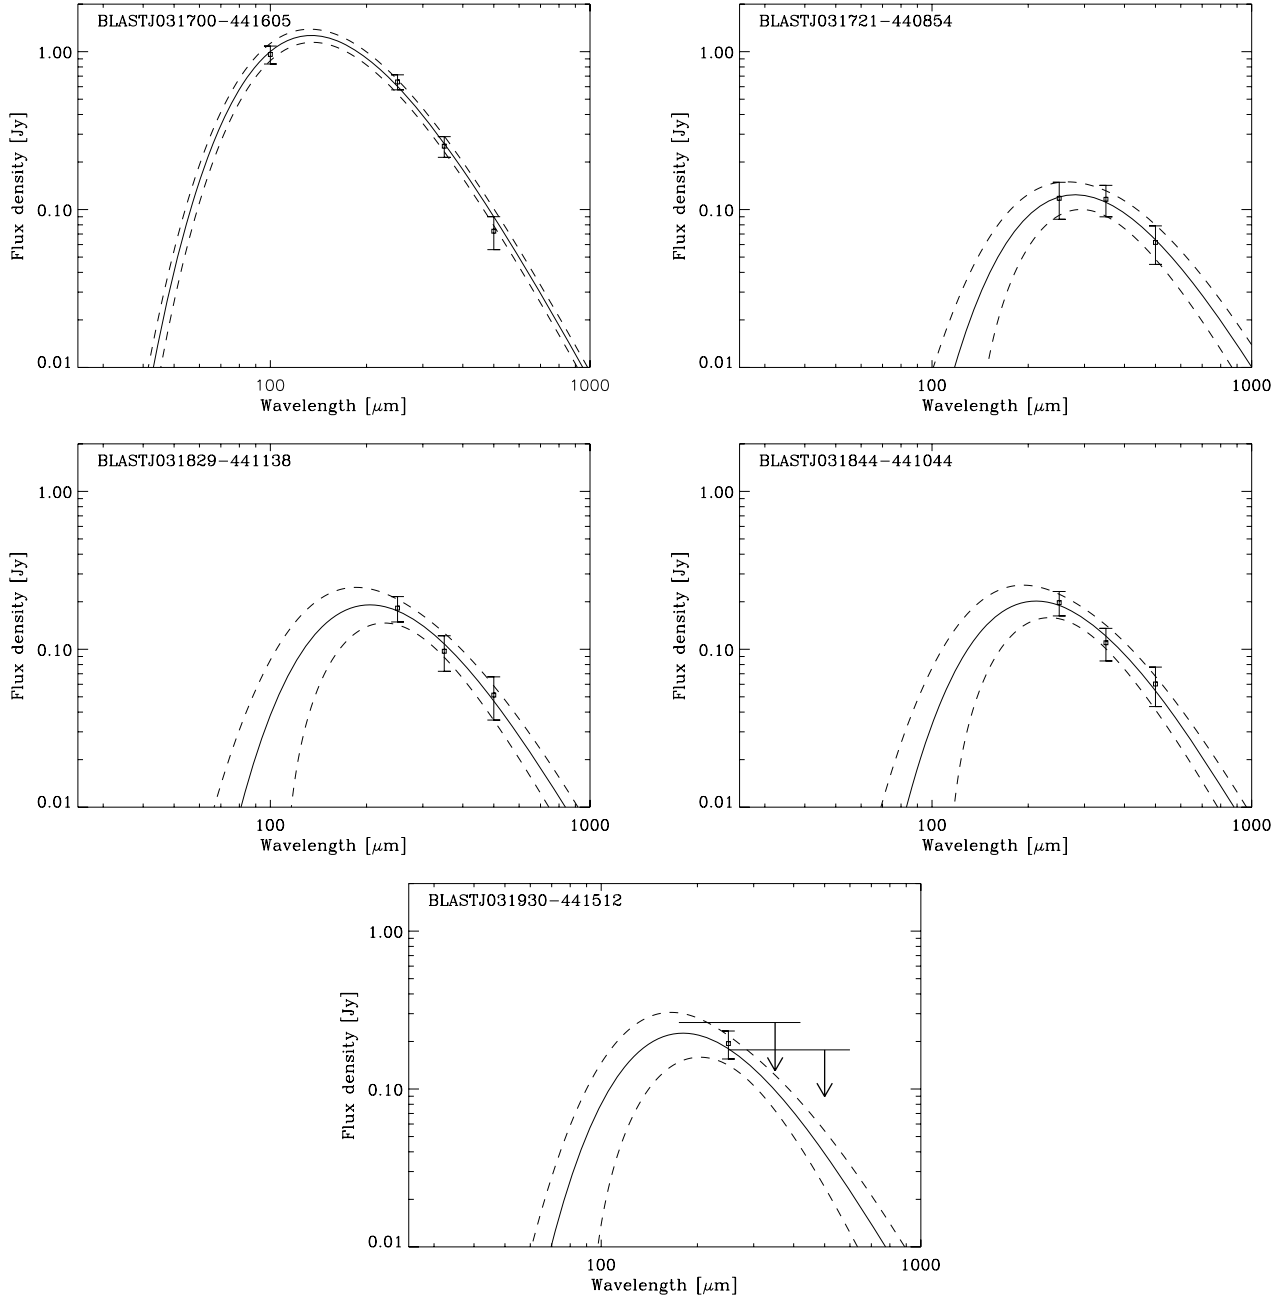 BLASTJ031700-441605
1.00
0.10
0.01
Flux density [Jy]
100
1000
Wavelength [μm]
BLASTJ031721-440854
1.00
0.10
0.01
Flux density [Jy]
100
1000
Wavelength [μm]
BLASTJ031829-441138
1.00
0.10
0.01
Flux density [Jy]
100
1000
Wavelength [μm]
BLASTJ031844-441044
1.00
0.10
0.01
Flux density [Jy]
100
1000
Wavelength [μm]
BLASTJ031930-441512
1.00
0.10
0.01
Flux density [Jy]
100
1000
Wavelength [μm]